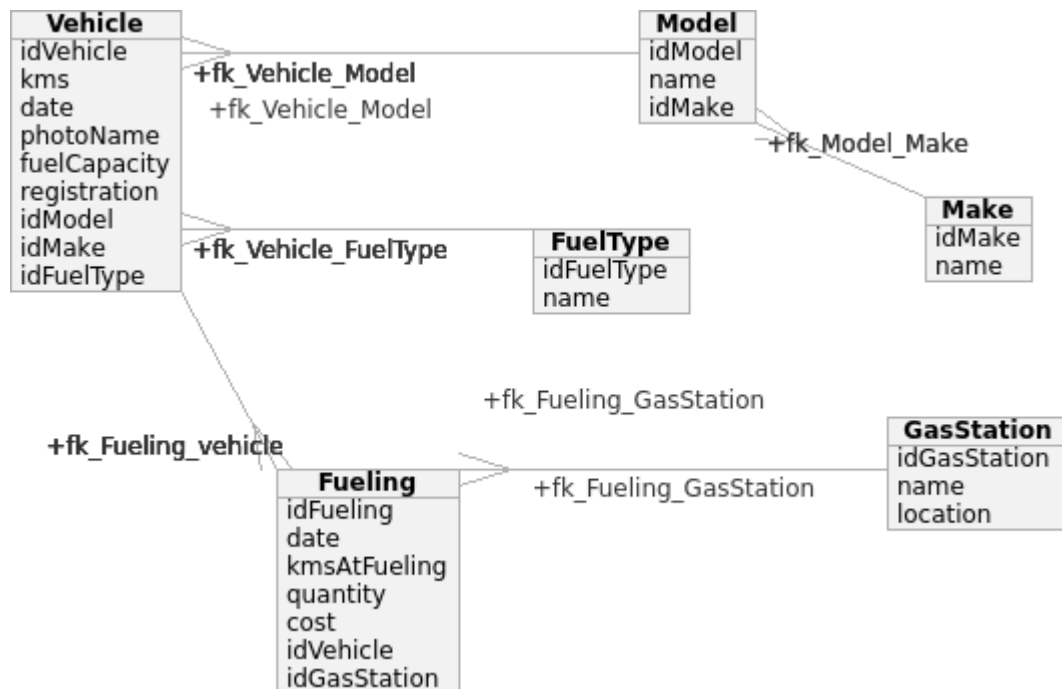 Vehicle
idVehicle
kms
date
photoName
fuelCapacity
registration
idModel
idMake
idFuelType
+fk_Vehicle_Model
+fk_Vehicle_Model
Model
idModel
name
idMake
+fk_Model_Make
Make
idMake
name
+fk_Vehicle_FuelType
FuelType
idFuelType
name
+fk_Fueling_GasStation
+fk_Fueling_vehicle
Fueling
idFueling
date
kmsAtFueling
quantity
cost
idVehicle
idGasStation
+fk_Fueling_GasStation
GasStation
idGasStation
name
location